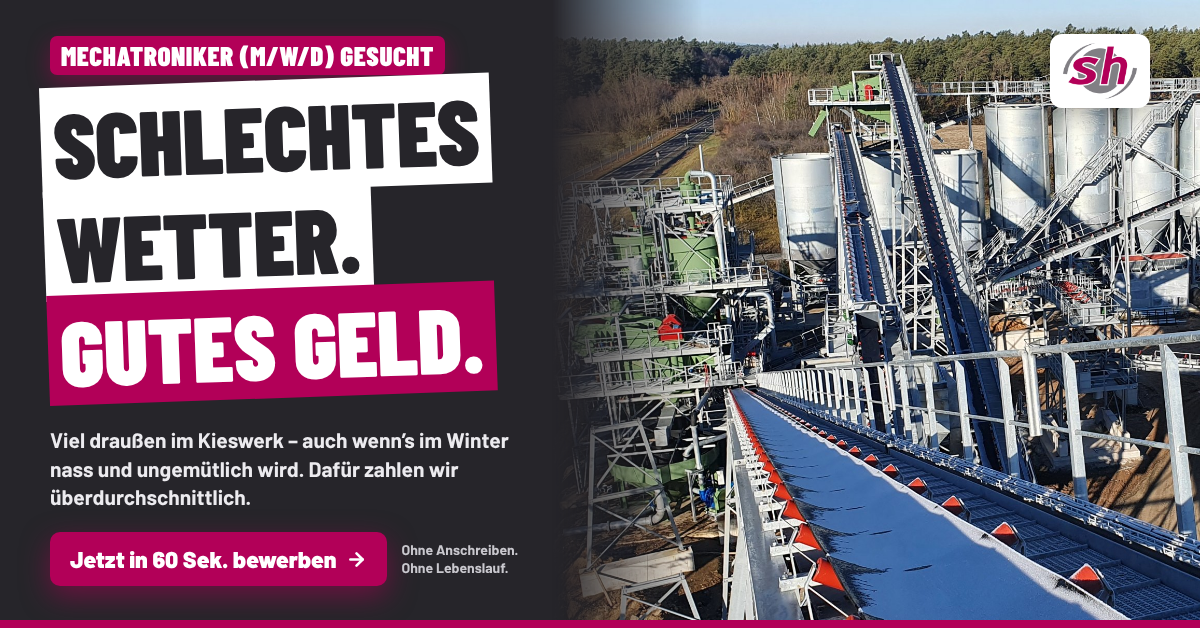 MECHATRONIKER (M/W/D) GESUCHT
SCHLECHTES
WETTER.
GUTES GELD.
Viel draußen im Kieswerk – auch wenn's im Winter
nass und ungemütlich wird. Dafür zahlen wir
überdurchschnittlich.
Jetzt in 60 Sek. bewerben →
Ohne Anschreiben.
Ohne Lebenslauf.
sh